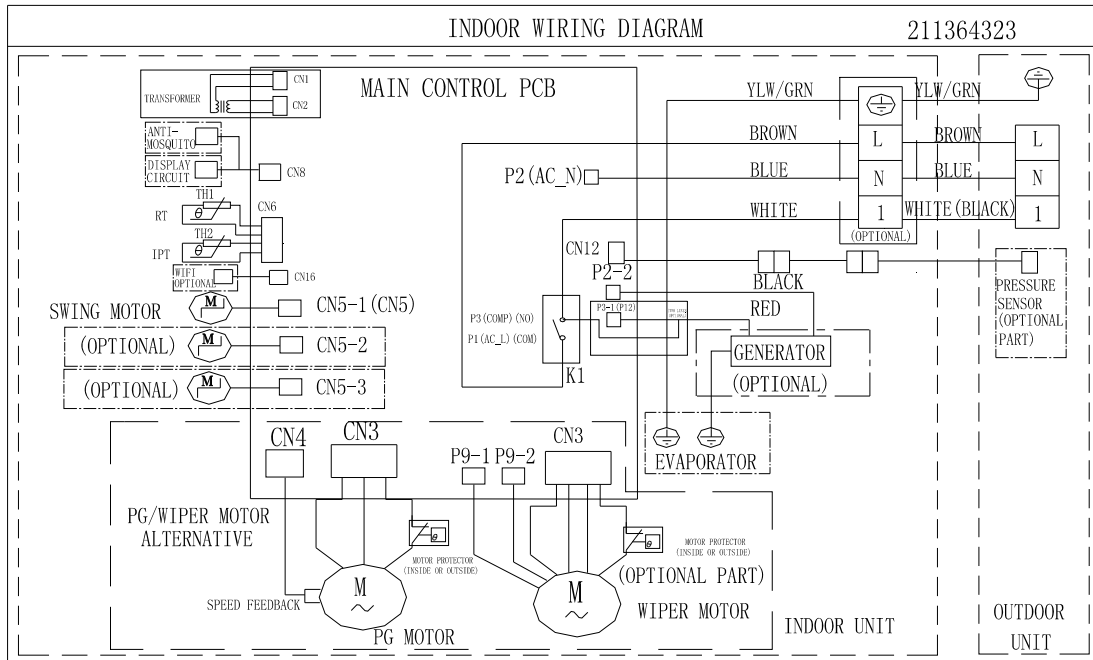 INDOOR WIRING DIAGRAM
211364323
MAIN CONTROL PCB
TRANSFORMER
CN1
CN2
ANTI-
MOSQUITO
DISPLAY
CIRCUIT
CN8
TH1
RT
CN6
TH2
IPT
WIFI
OPTIONAL
CN16
SWING MOTOR
M
CN5-1(CN5)
(OPTIONAL)
M
CN5-2
(OPTIONAL)
M
CN5-3
YLW/GRN
YLW/GRN
BROWN
L
BROWN
L
P2(AC_N)
BLUE
N
BLUE
N
WHITE
1
WHITE(BLACK)
1
(OPTIONAL)
CN12
P2-2
BLACK
P3-1(P12)
RED
P3(COMP)(NO)
P1(AC_L)(COM)
K1
GENERATOR
(OPTIONAL)
PRESSURE
SENSOR
(OPTIONAL
PART)
EVAPORATOR
CN4
CN3
P9-1
P9-2
CN3
PG/WIPER MOTOR
ALTERNATIVE
θ
MOTOR PROTECTOR
(INSIDE OR OUTSIDE)
θ
MOTOR PROTECTOR
(INSIDE OR OUTSIDE)
SPEED FEEDBACK
M
PG MOTOR
M
(OPTIONAL PART)
WIPER MOTOR
INDOOR UNIT
OUTDOOR
UNIT